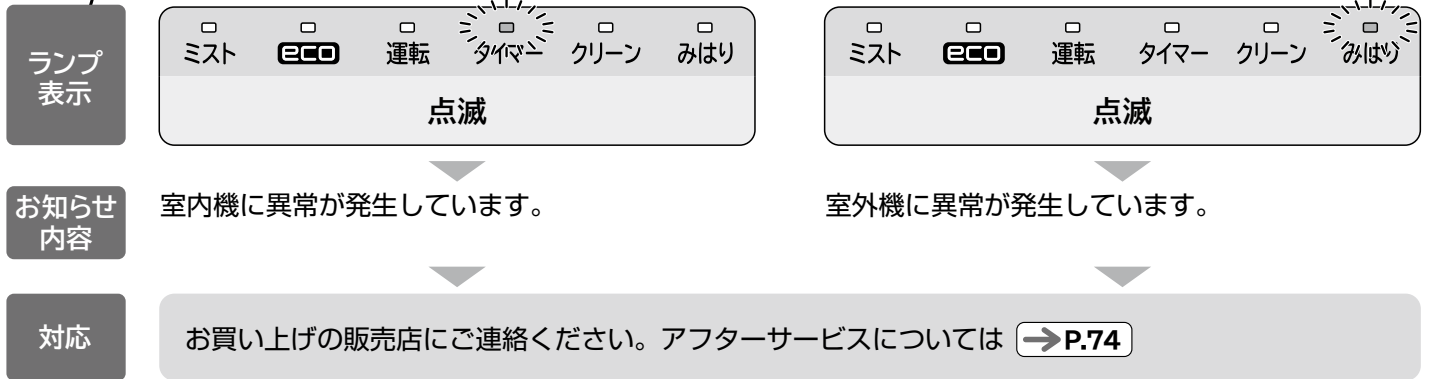 ランプ
表示
ミスト eco 運転 タイマー クリーン みはり
点滅
ミスト eco 運転 タイマー クリーン みはり
点滅
お知らせ
内容
室内機に異常が発生しています。
室外機に異常が発生しています。
対応
お買い上げの販売店にご連絡ください。アフターサービスについては →P.74